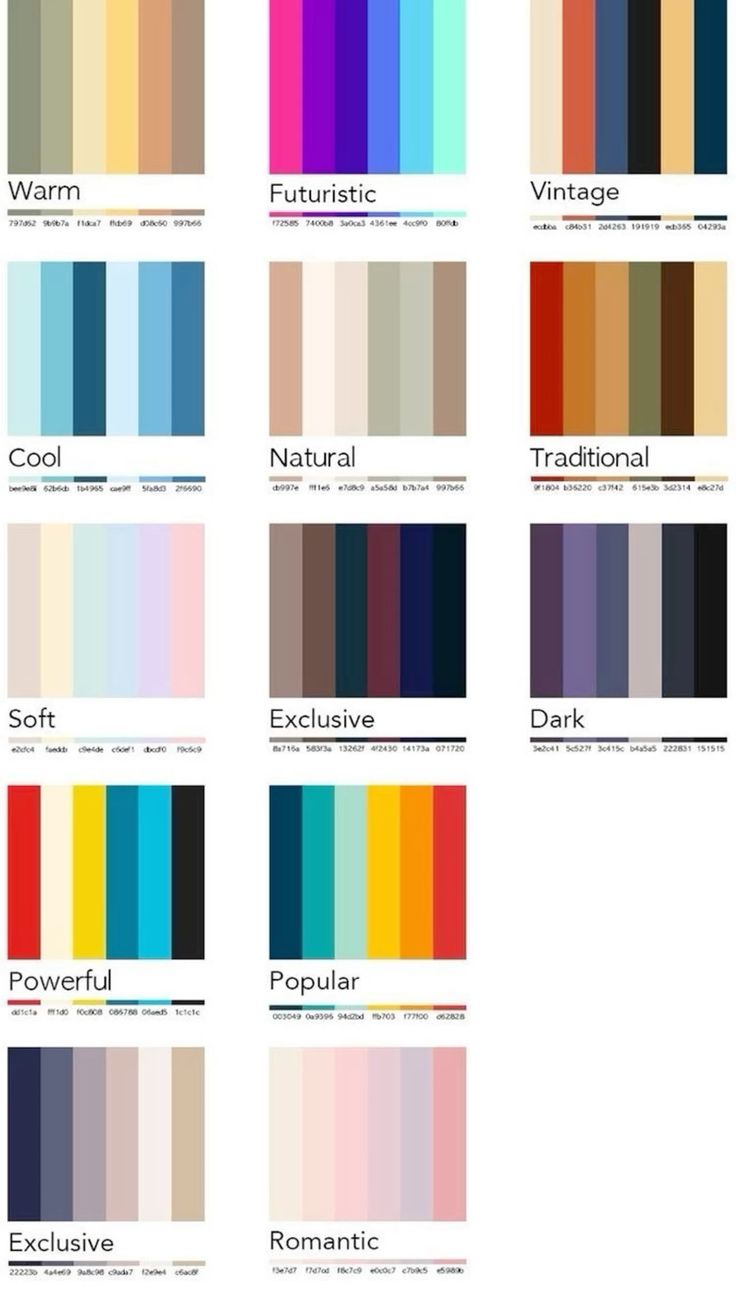 Warm
797d62 9b9b7a f1dca7 ffcb69 d08c60 997b66
Futuristic
f72585 7400b8 3a0ca3 4361ee 4cc9f0 80ffdb
Vintage
ecdbba c84b31 2d4263 191919 ecb365 04293a
Cool
bee9e8 62b6cb 1b4965 cae9ff 5fa8d3 2f6690
Natural
cb997e fff1e6 e7d8c9 a5a58d b7b7a4 997b66
Traditional
9f1804 b36220 c37f42 615e3b 3d2314 e8c27d
Soft
e2cfc4 faedcb c9e4de c6def1 dbcdf0 f9c6c9
Exclusive
8a716a 583f3a 13262f 4f2430 14173a 071720
Dark
3e2c41 5c527f 3c415c b4a5a5 222831 151515
Powerful
dd1c1a fff1d0 f0c808 086788 06aed5 1c1c1c
Popular
003049 0a9396 94d2bd ffb703 f77f00 d62828
Exclusive
22223b 4a4e69 9a8c98 c9ada7 f2e9e4 c6ac8f
Romantic
f3e7d7 f7d7cd f8c7c9 e0c0c7 c7b9c5 e5989b